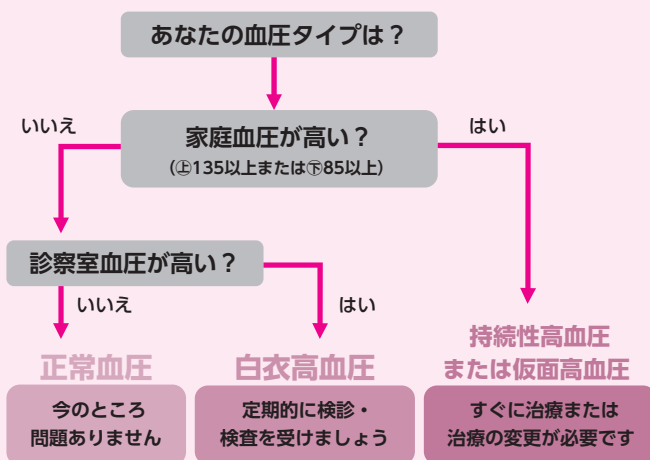 あなたの血圧タイプは？
いいえ
はい
家庭血圧が高い？
（㊤135以上または㊦85以上）
診察室血圧が高い？
いいえ
はい
正常血圧
今のところ
問題ありません
白衣高血圧
定期的に検診・
検査を受けましょう
持続性高血圧
または仮面高血圧
すぐに治療または
治療の変更が必要です